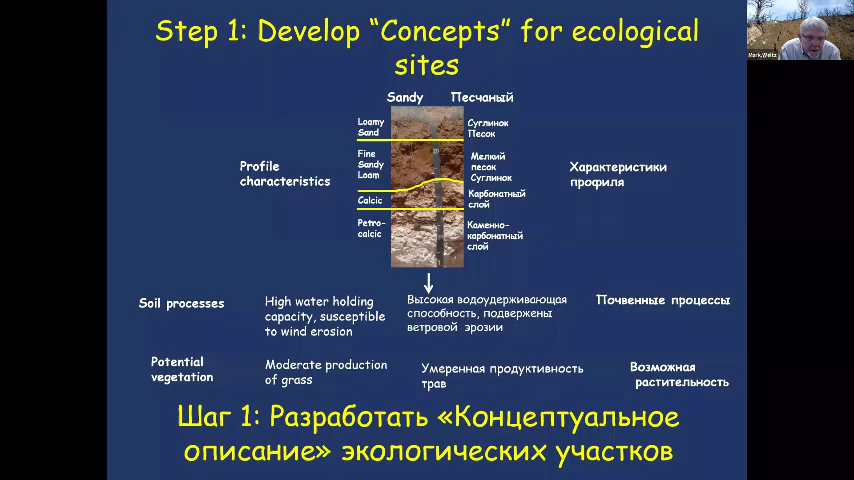 Step 1: Develop “Concepts” for ecological
sites
Sandy
Песчаный
Loamy
Sand
Суглинок
Песок
Fine
Sandy
Loam
Мелкий
песок
Суглинок
Profile
characteristics
Характеристики
профиля
Calcic
Карбонатный
слой
Petro-
calcic
Каменно-
карбонатный
слой
Soil processes
High water holding
capacity, susceptible
to wind erosion
Высокая водоудерживающая
способность, подвержены
ветровой эрозии
Почвенные процессы
Potential
vegetation
Moderate production
of grass
Умеренная продуктивность
трав
Возможная
растительность
Шаг 1: Разработать «Концептуальное
описание» экологических участков
Mark.Weltz